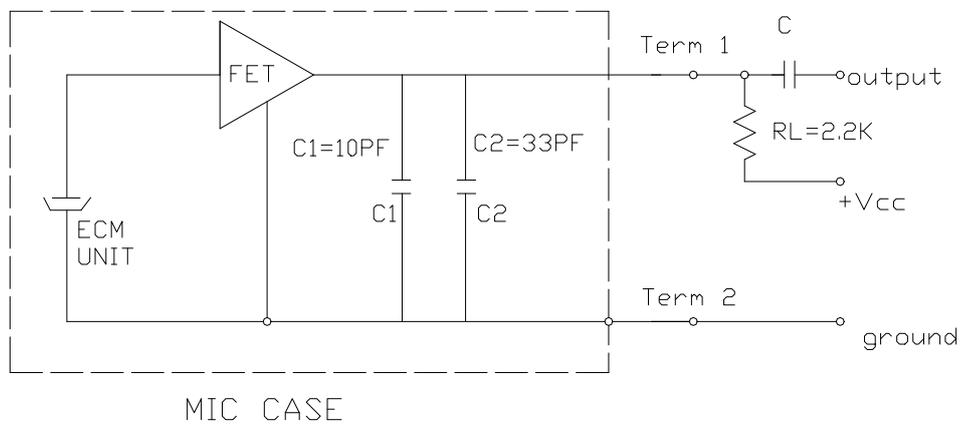 C
Term 1
FET
output
C1=10PF
C2=33PF
RL=2.2K
C1
C2
+Vcc
ECM
UNIT
Term 2
ground
MIC CASE